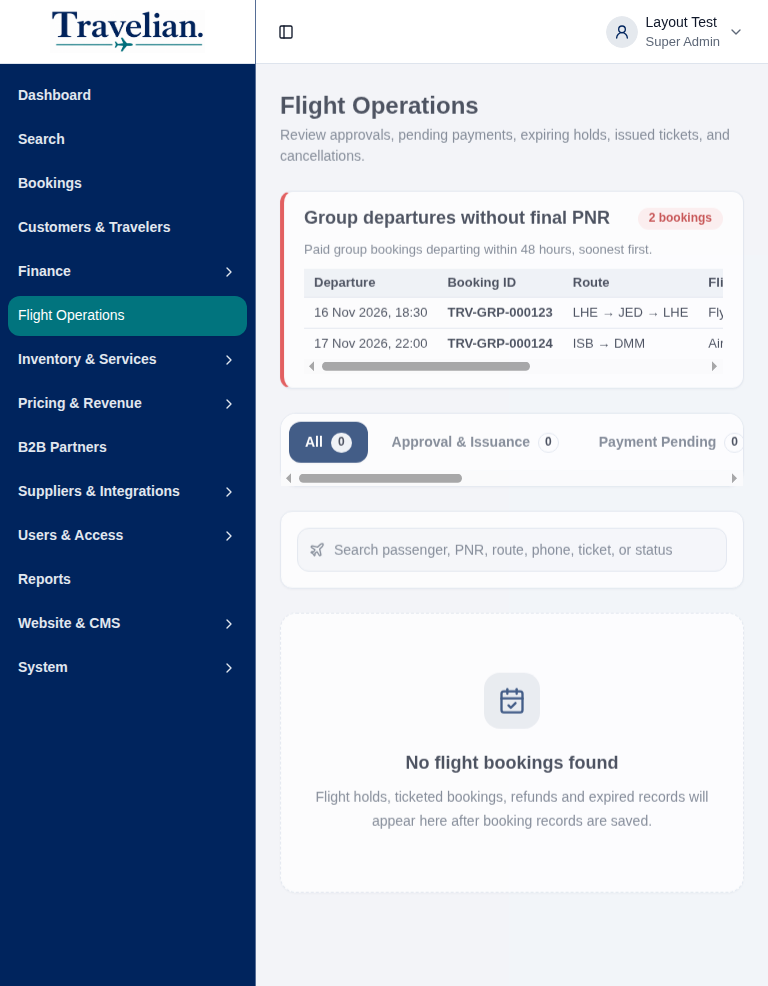 Travelian.
Layout Test
Super Admin
Dashboard
Search
Bookings
Customers & Travelers
Finance
Flight Operations
Inventory & Services
Pricing & Revenue
B2B Partners
Suppliers & Integrations
Users & Access
Reports
Website & CMS
System
Flight Operations
Review approvals, pending payments, expiring holds, issued tickets, and
cancellations.
Group departures without final PNR 2 bookings
Paid group bookings departing within 48 hours, soonest first.
Departure Booking ID Route
16 Nov 2026, 18:30 TRV-GRP-000123 LHE → JED → LHE
17 Nov 2026, 22:00 TRV-GRP-000124 ISB → DMM
All 0 Approval & Issuance 0 Payment Pending 0
Search passenger, PNR, route, phone, ticket, or status
No flight bookings found
Flight holds, ticketed bookings, refunds and expired records will
appear here after booking records are saved.